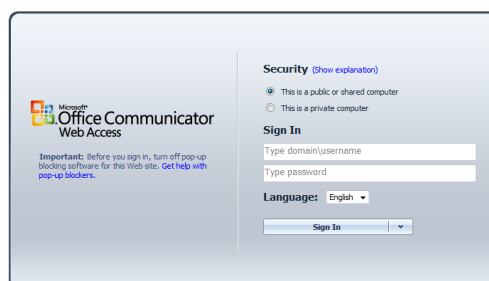 Microsoft®
Office Communicator
Web Access
Important: Before you sign in, turn off pop-up
blocking software for this Web site. Get help with
pop-up blockers.
Security (Show explanation)
This is a public or shared computer
This is a private computer
Sign In
Type domain\username
Type password
Language: English
Sign In